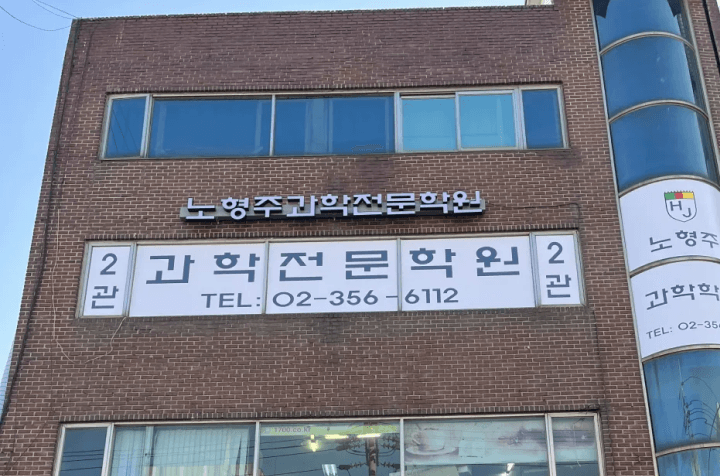 노형주과학전문학원
2관 과학전문학원 2관
TEL: 02-356-6112
HJ
노형주
과학학
TEL: 02-35